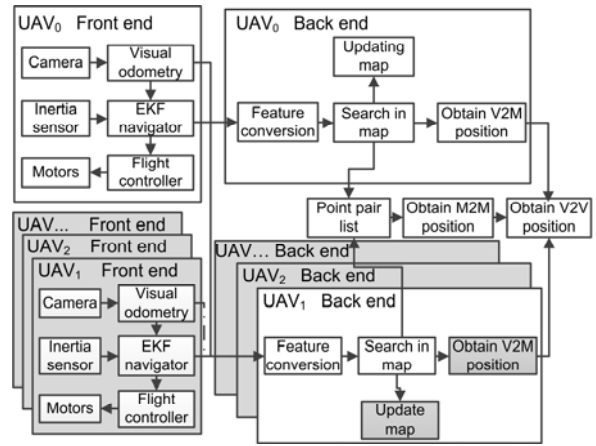 UAV₀ Front end
Camera
Visual
odometry
Inertia
sensor
EKF
navigator
Motors
Flight
controller
UAV₀ Back end
Updating
map
Feature
conversion
Search in
map
Obtain V2M
position
Point pair
list
Obtain M2M
position
Obtain V2V
position
UAV... Front end
UAV₂ Front end
UAV₁ Front end
Camera
Visual
odometry
Inertia
sensor
EKF
navigator
Motors
Flight
controller
UAV... Back end
UAV₂ Back end
UAV₁ Back end
Feature
conversion
Search in
map
Obtain V2M
position
Update
map